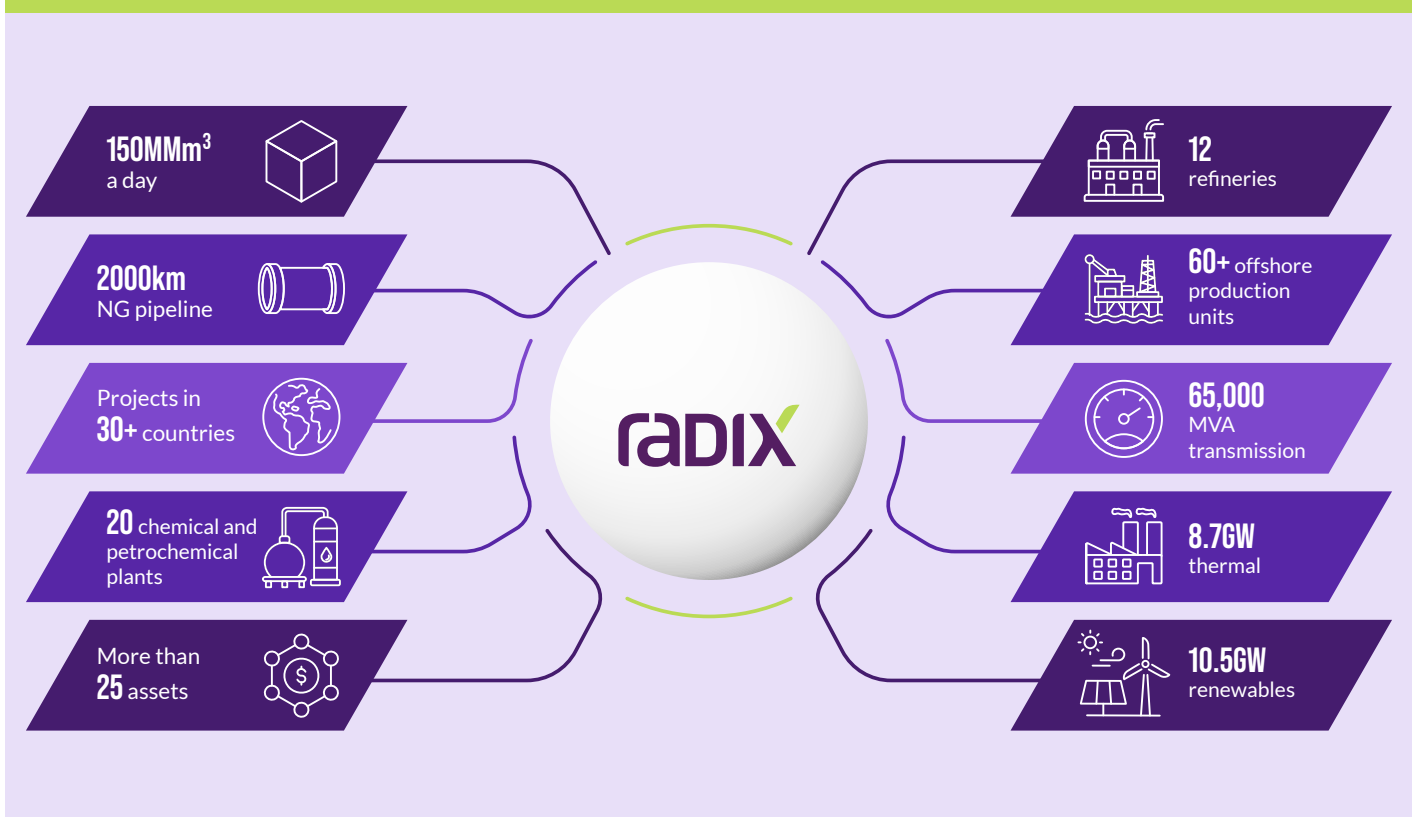 150MMm³
a day
2000km
NG pipeline
Projects in
30+ countries
20 chemical and
petrochemical
plants
More than
25 assets
radix
12
refineries
60+ offshore
production
units
65,000
MVA
transmission
8.7GW
thermal
10.5GW
renewables
$